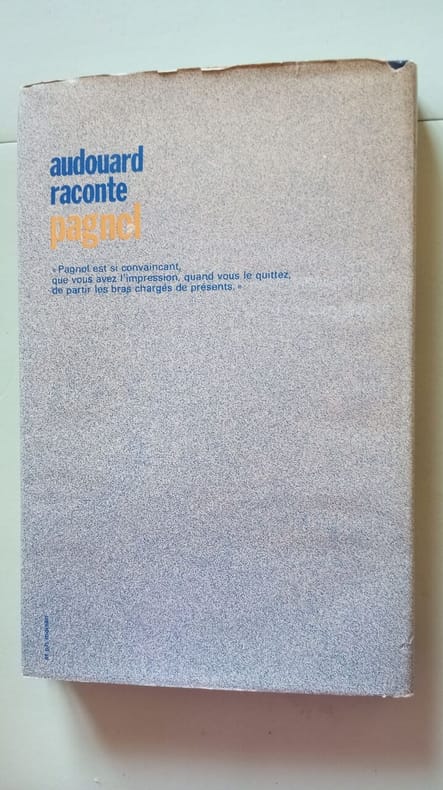 audouard
raconte
pagnol
« Pagnol est si convaincant,
que vous avez l'impression, quand vous le quittez,
de partir les bras chargés de présents. »